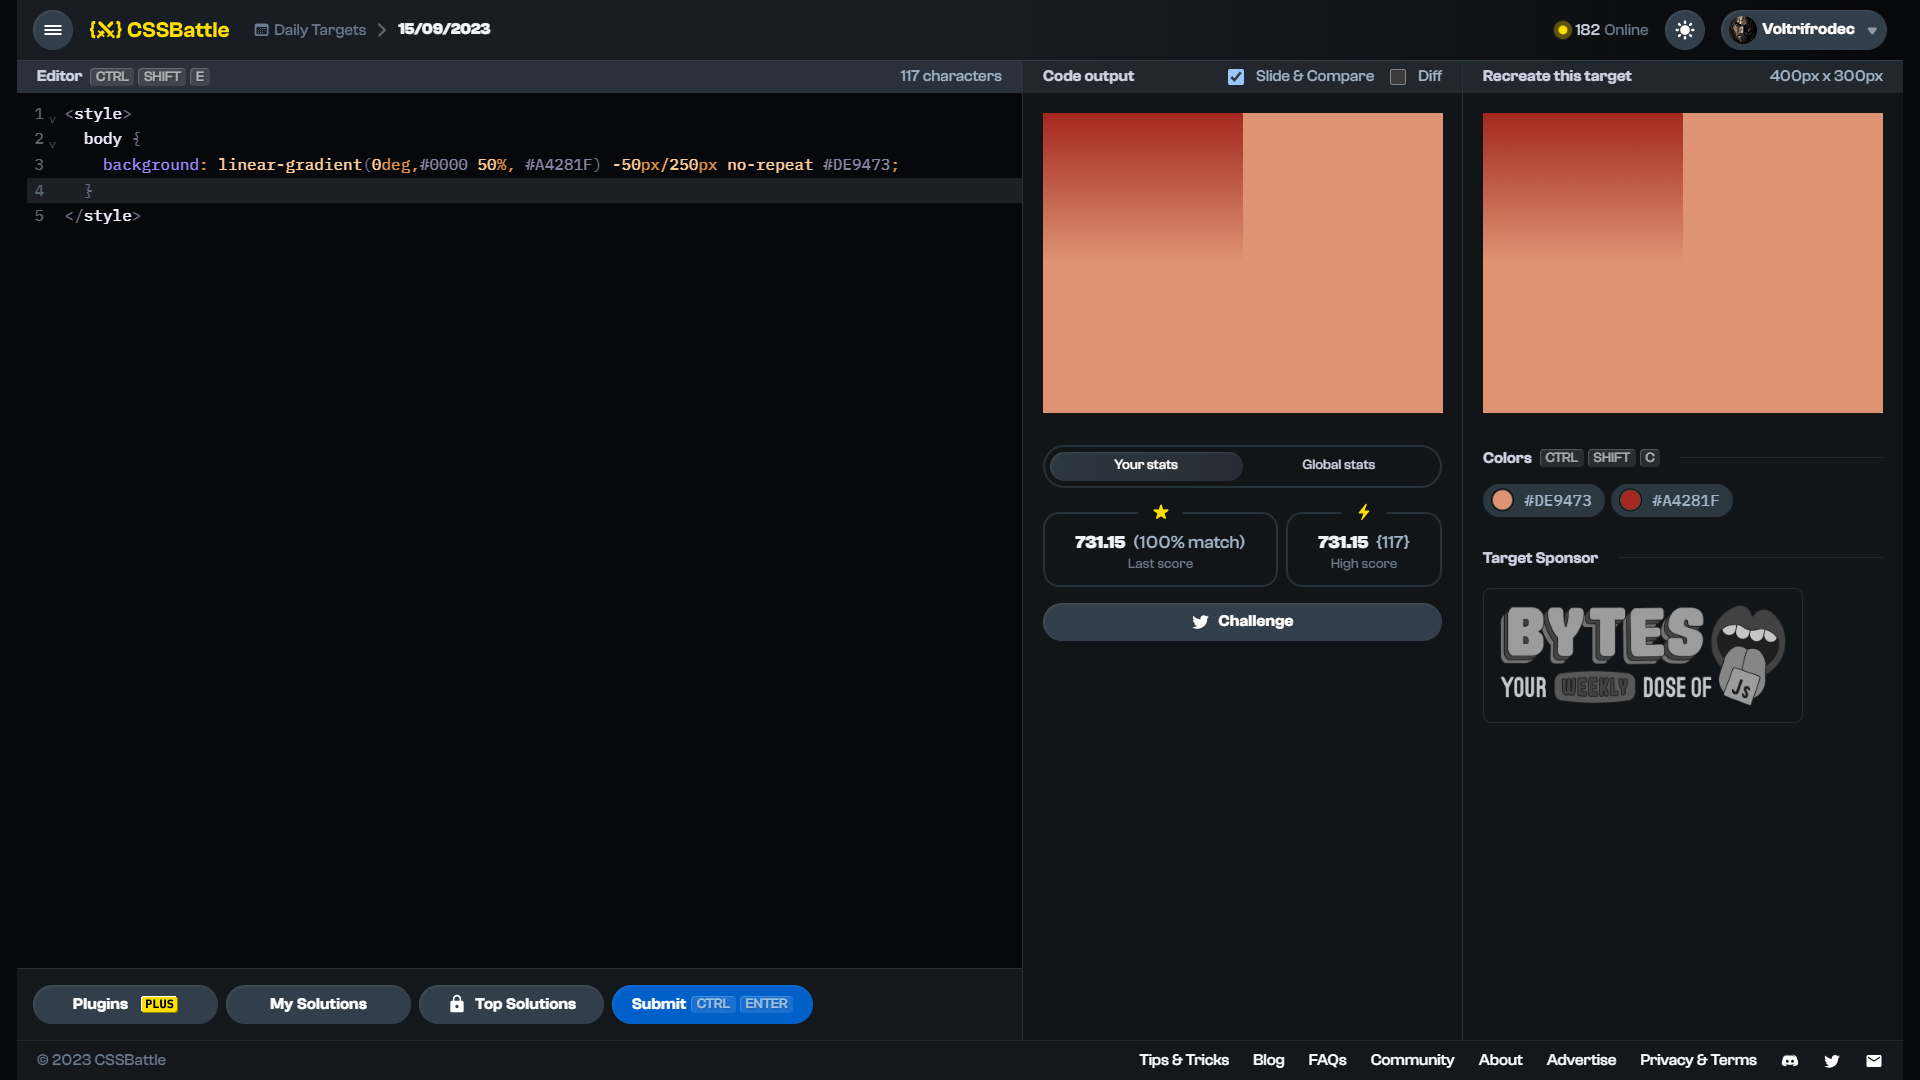 {X} CSSBattle
Daily Targets
15/09/2023
182 Online
Voltrifrodec
Editor CTRL SHIFT E
117 characters
1 <style>
2 body {
3 background: linear-gradient(0deg,#0000 50%, #A4281F) -50px/250px no-repeat #DE9473;
4 }
5 </style>
Code output
Slide & Compare
Diff
Recreate this target
400px x 300px
Your stats
Global stats
731.15 (100% match)
Last score
731.15 {117}
High score
Challenge
Colors CTRL SHIFT C
#DE9473
#A4281F
Target Sponsor
BYTES
YOUR WEEKLY DOSE OF JS
Plugins PLUS
My Solutions
Top Solutions
Submit CTRL ENTER
© 2023 CSSBattle
Tips & Tricks
Blog
FAQs
Community
About
Advertise
Privacy & Terms